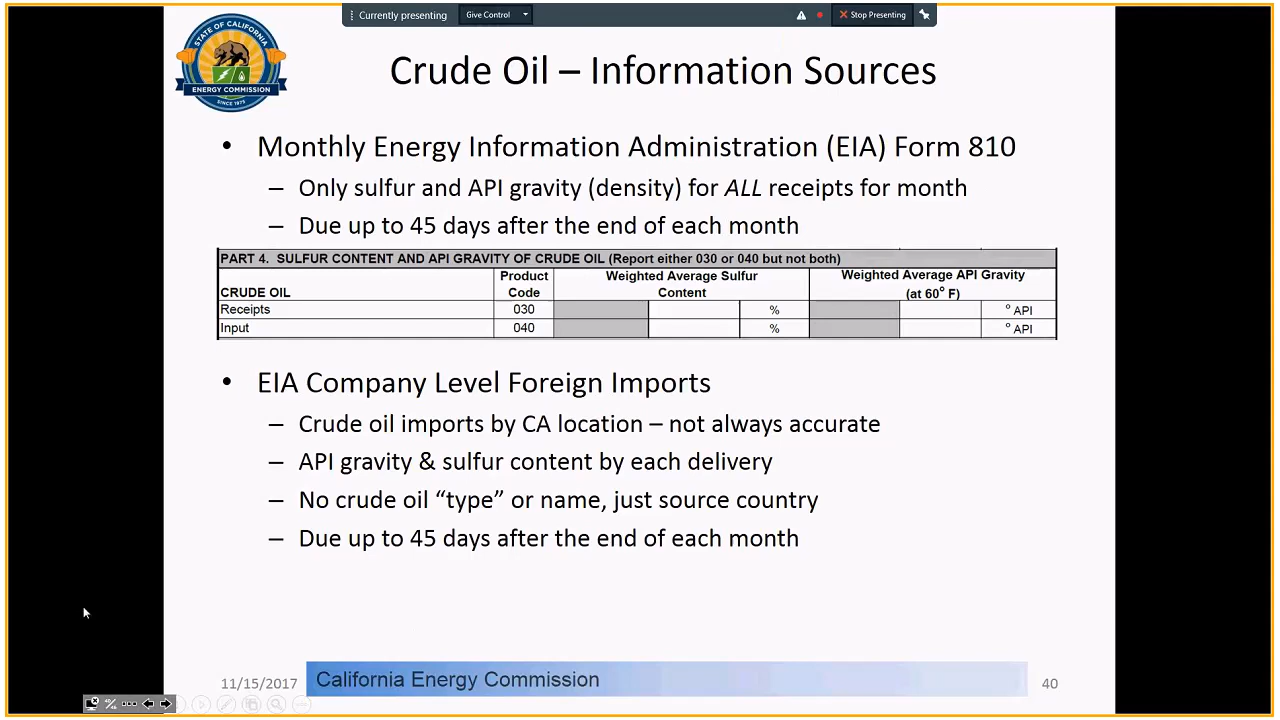 Currently presenting
Give Control
Stop Presenting
STATE OF CALIFORNIA
ENERGY COMMISSION
SINCE 1975
Crude Oil – Information Sources
• Monthly Energy Information Administration (EIA) Form 810
– Only sulfur and API gravity (density) for ALL receipts for month
– Due up to 45 days after the end of each month
PART 4. SULFUR CONTENT AND API GRAVITY OF CRUDE OIL (Report either 030 or 040 but not both)
CRUDE OIL Product Code Weighted Average Sulfur Content Weighted Average API Gravity (at 60° F)
Receipts 030 % ° API
Input 040 % ° API
• EIA Company Level Foreign Imports
– Crude oil imports by CA location – not always accurate
– API gravity & sulfur content by each delivery
– No crude oil “type” or name, just source country
– Due up to 45 days after the end of each month
11/15/2017 California Energy Commission 40